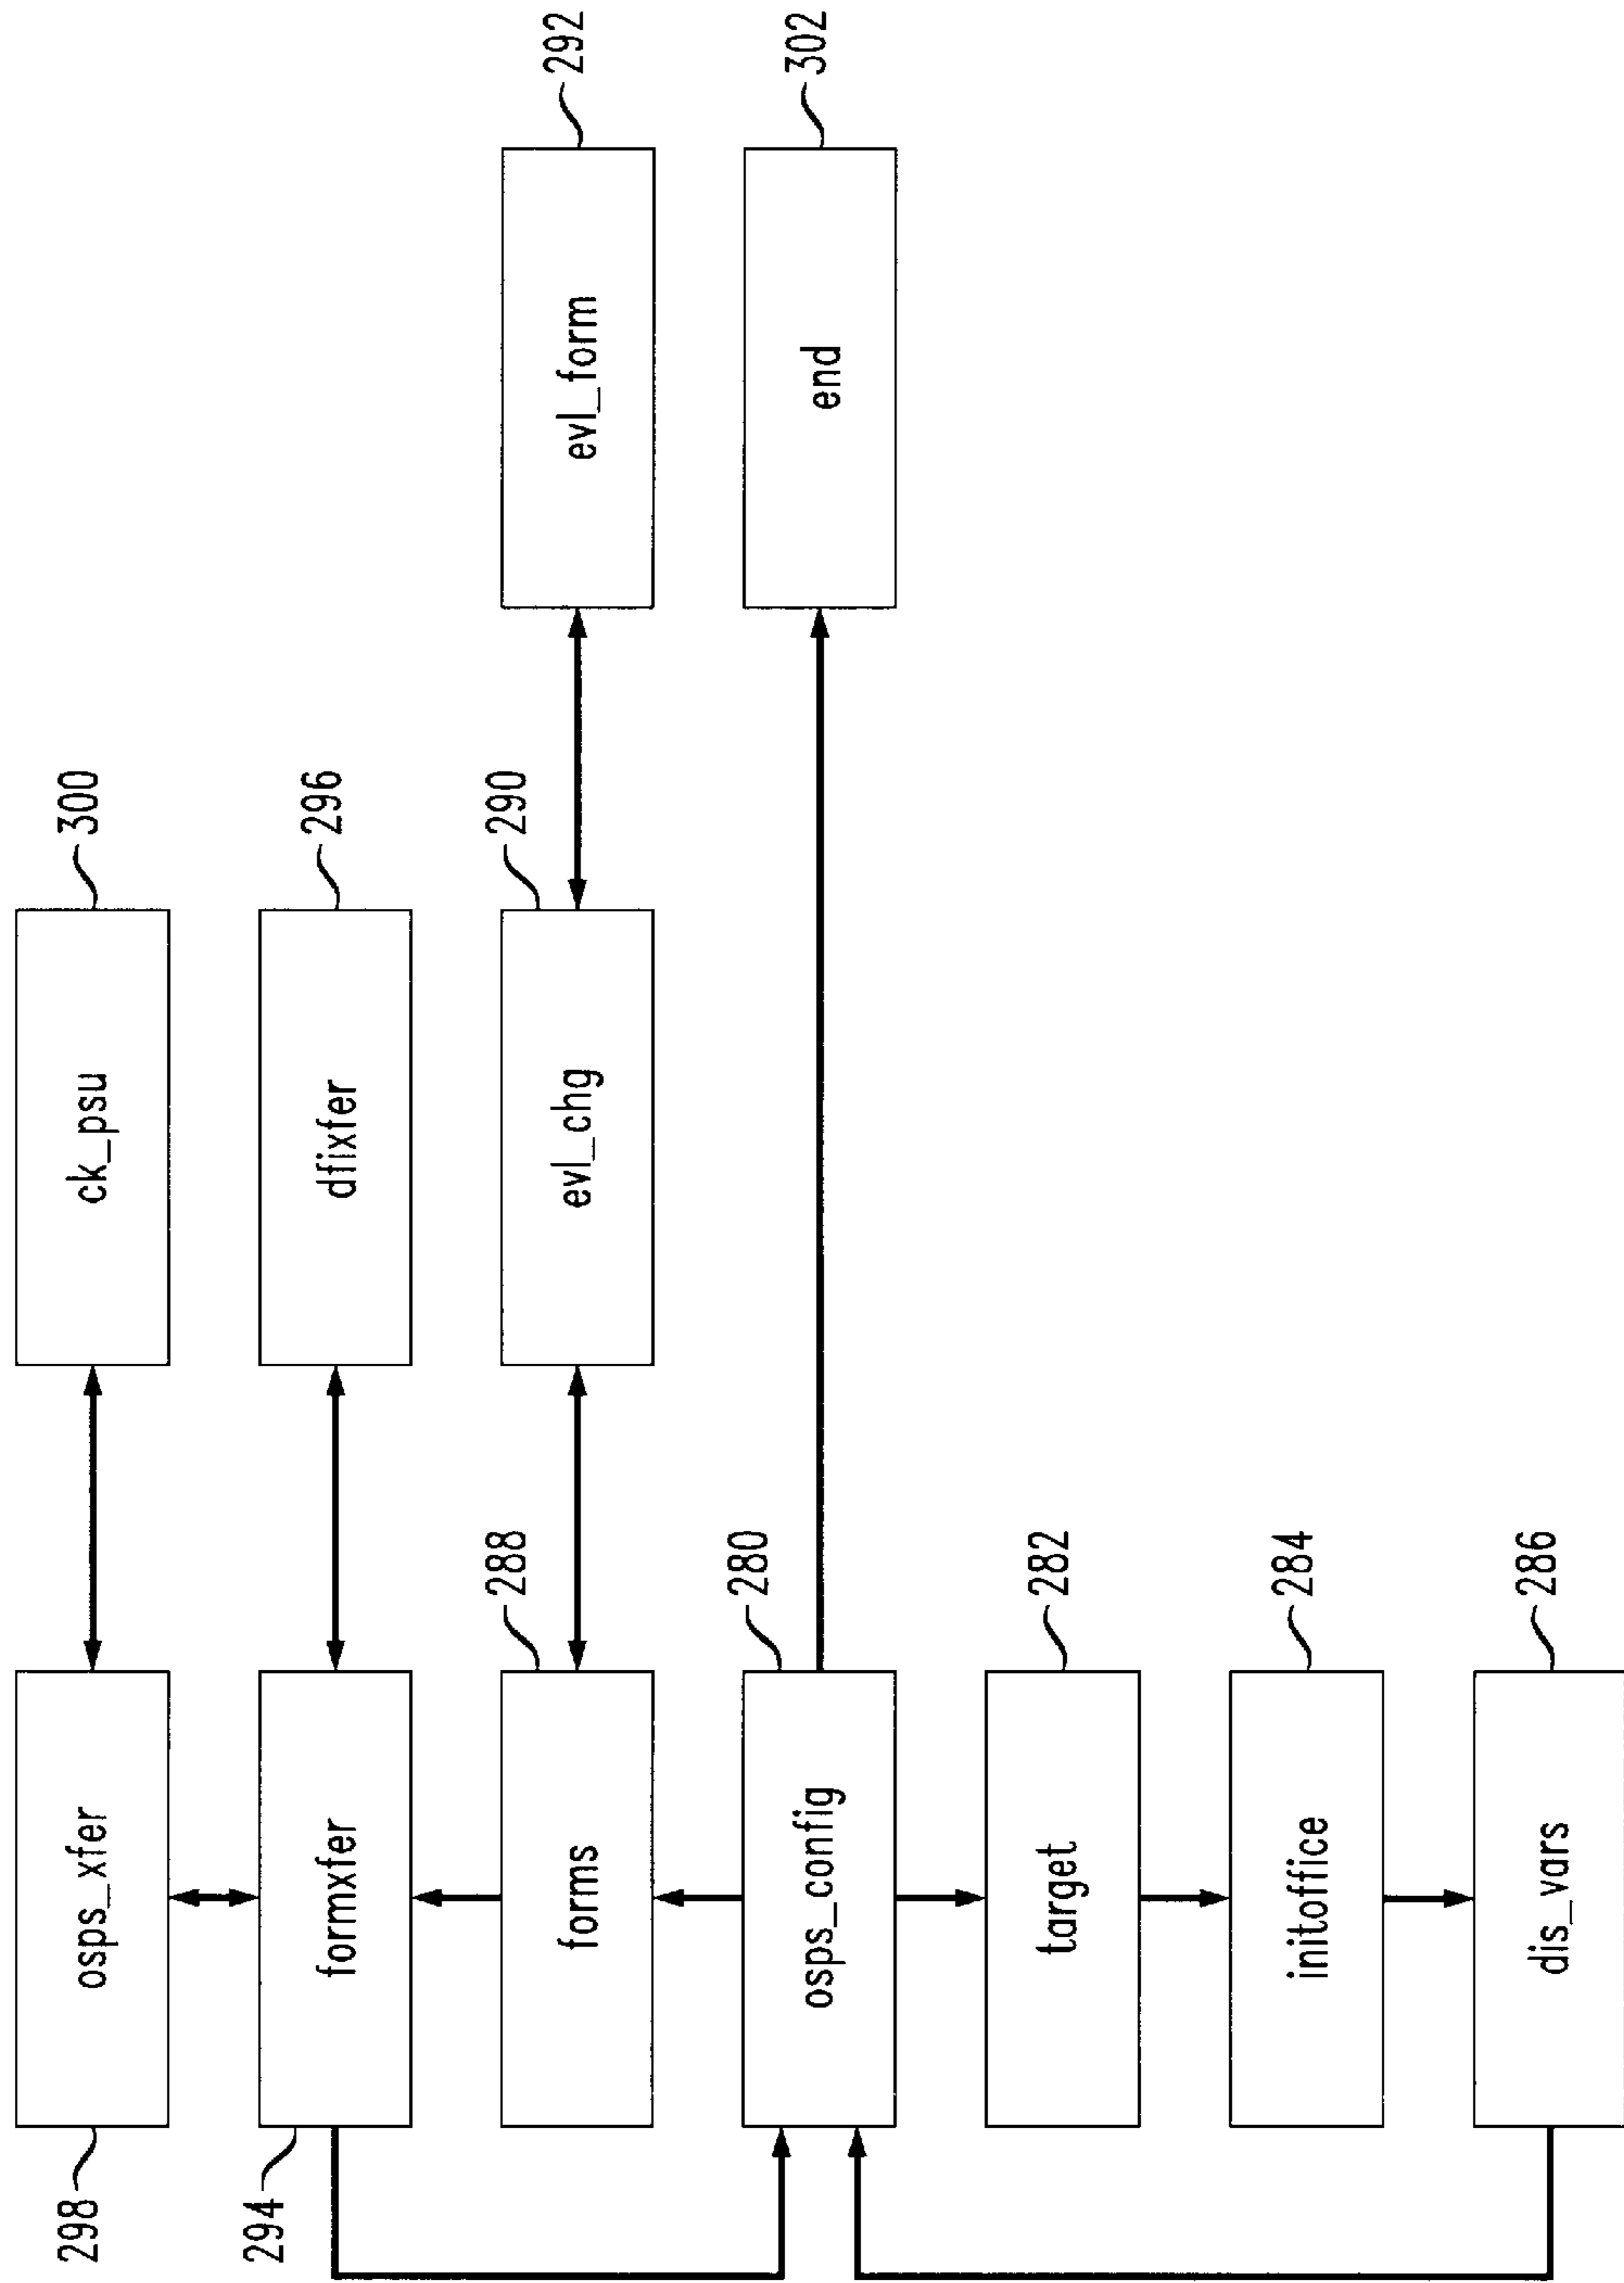 298
osps_xfer
ck_psu
300
294
formxfer
dfixfer
296
forms
288
evl_chg
290
evl_form
292
osps_config
280
end
302
target
282
initoffice
284
dis_vars
286